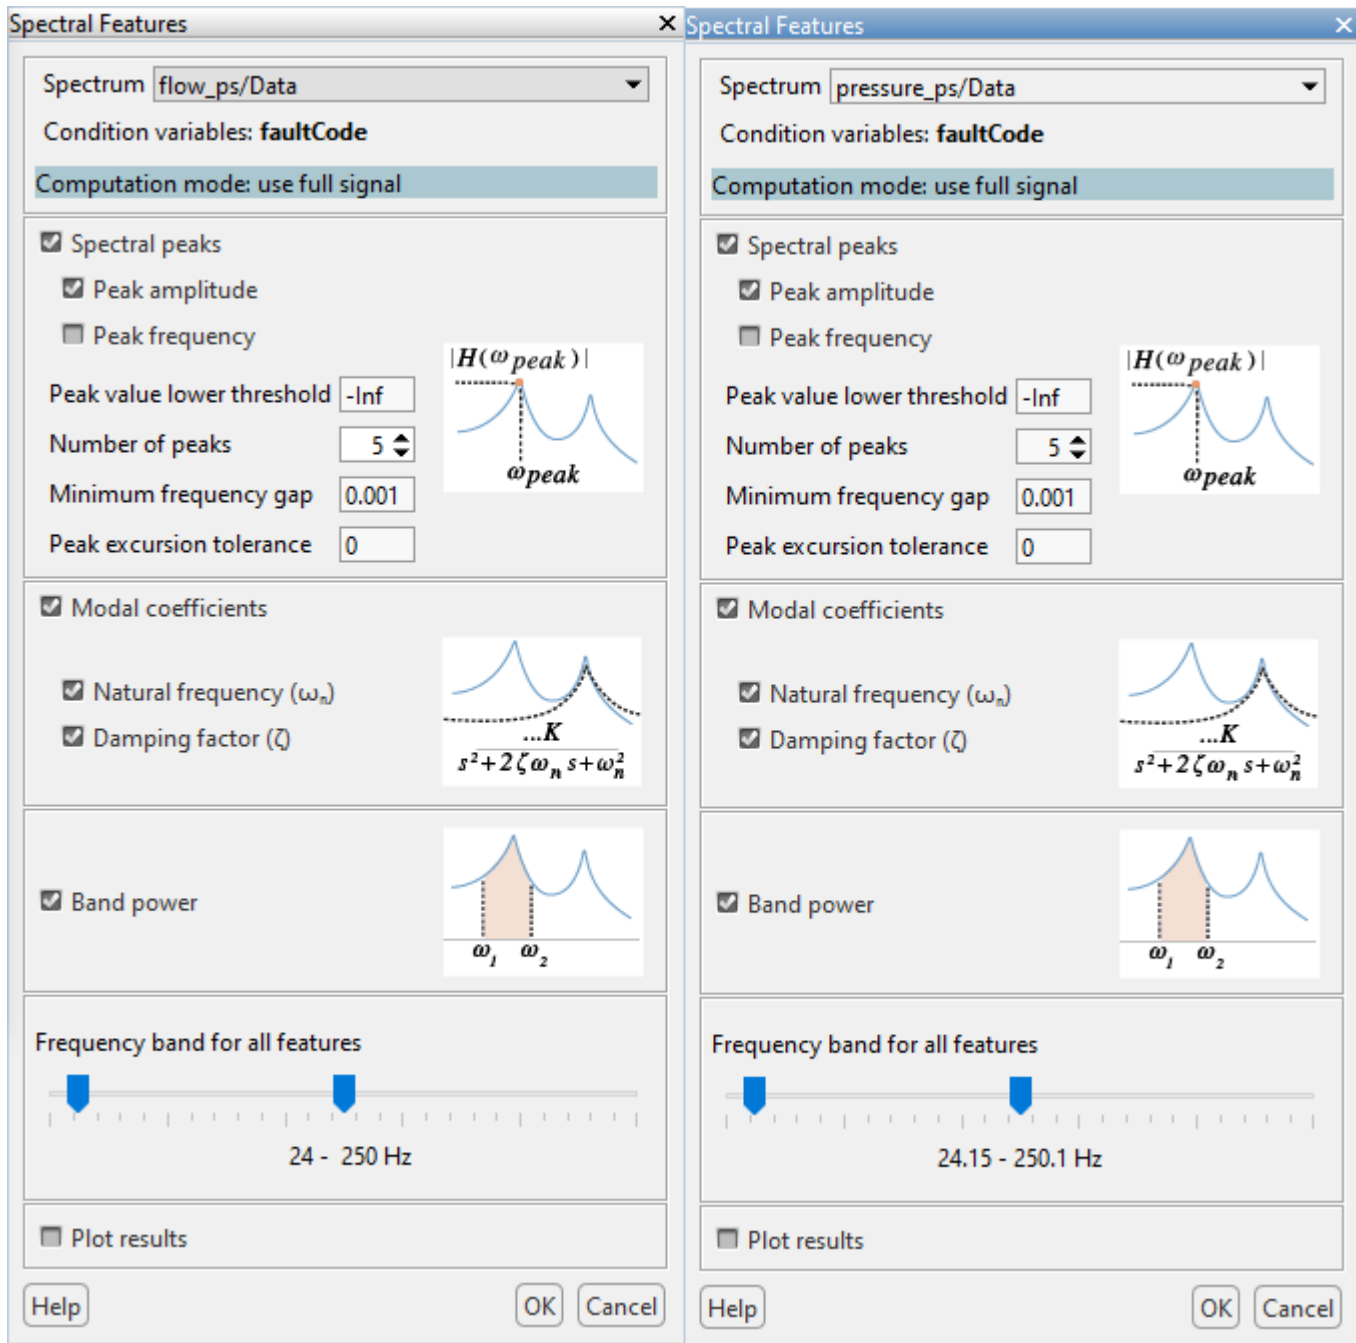 Spectral Features
Spectrum flow_ps/Data
Condition variables: faultCode
Computation mode: use full signal
Spectral peaks
Peak amplitude
Peak frequency
|H(ωpeak)|
Peak value lower threshold -Inf
Number of peaks 5
ωpeak
Minimum frequency gap 0.001
Peak excursion tolerance 0
Modal coefficients
Natural frequency (ωₙ)
Damping factor (ζ)
...K
s²+2ζωₙs+ωₙ²
Band power
ω₁ ω₂
Frequency band for all features
24 - 250 Hz
Plot results
Help OK Cancel
Spectral Features
Spectrum pressure_ps/Data
Condition variables: faultCode
Computation mode: use full signal
Spectral peaks
Peak amplitude
Peak frequency
|H(ωpeak)|
Peak value lower threshold -Inf
Number of peaks 5
ωpeak
Minimum frequency gap 0.001
Peak excursion tolerance 0
Modal coefficients
Natural frequency (ωₙ)
Damping factor (ζ)
...K
s²+2ζωₙs+ωₙ²
Band power
ω₁ ω₂
Frequency band for all features
24.15 - 250.1 Hz
Plot results
Help OK Cancel